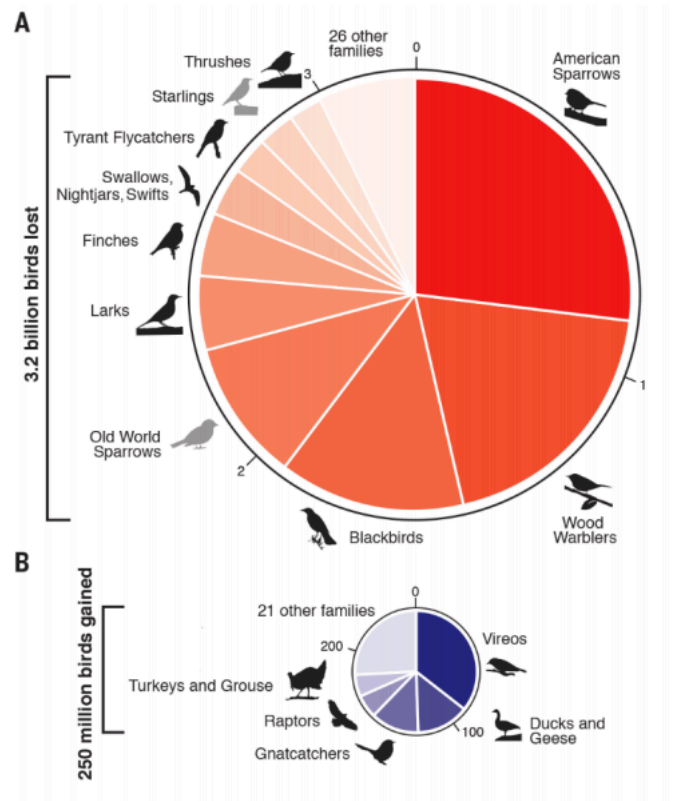 A
26 other
families
0
American
Sparrows
Thrushes
3
Starlings
Tyrant Flycatchers
Swallows,
Nightjars, Swifts
Finches
3.2 billion birds lost
Larks
1
Old World
Sparrows
2
Wood
Warblers
Blackbirds
B
250 million birds gained
0
21 other families
Vireos
200
Turkeys and Grouse
Raptors
100
Ducks and
Geese
Gnatcatchers